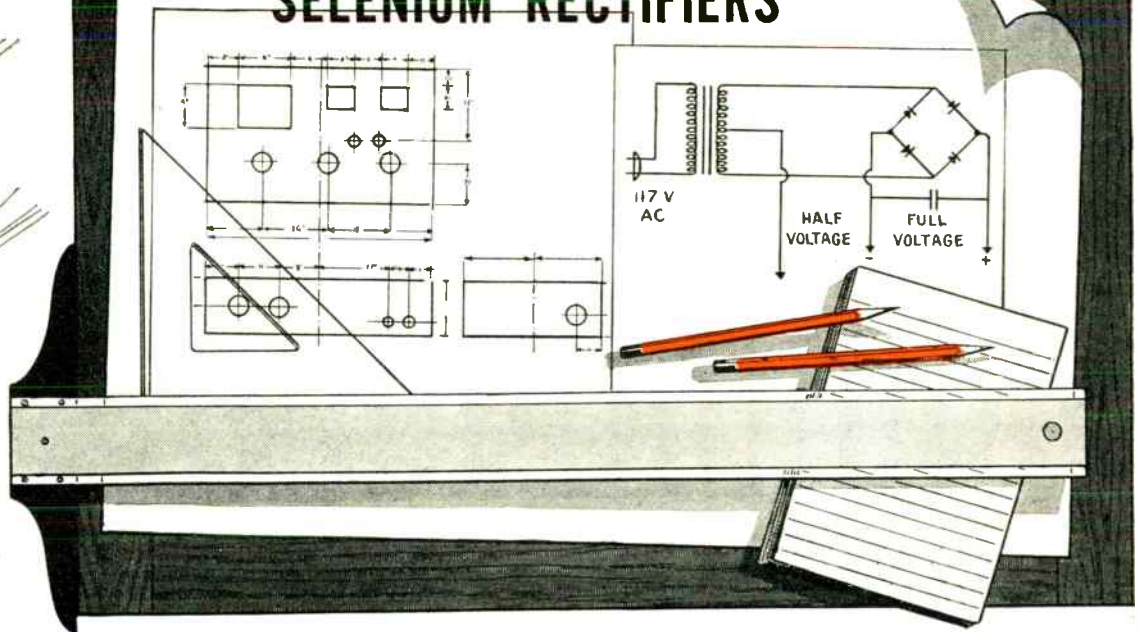 SELENIUM RECTIFIERS
117 V
AC
HALF
VOLTAGE
FULL
VOLTAGE
-
+